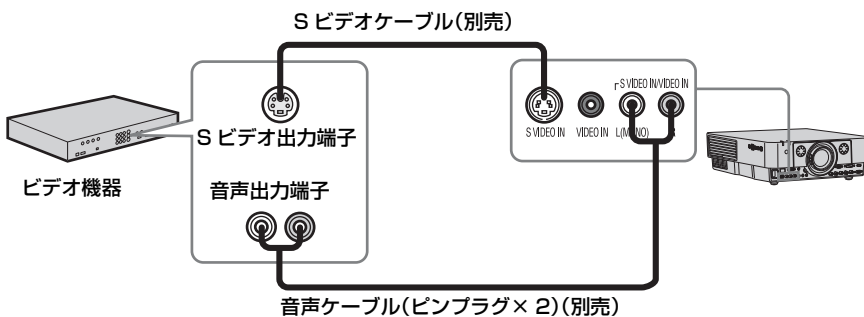 S ビデオケーブル(別売)
S VIDEO IN/VIDEO IN
S ビデオ出力端子
S VIDEO IN
VIDEO IN
L(MONO)
ビデオ機器
音声出力端子
音声ケーブル(ピンプラグ× 2)(別売)